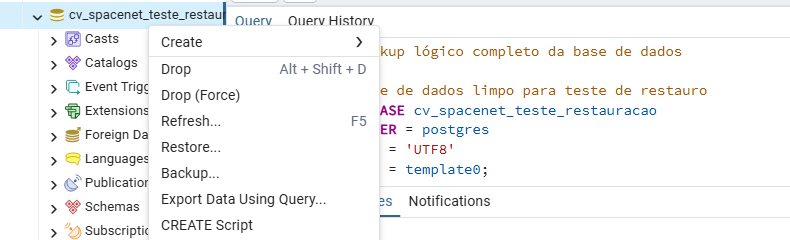 cv_spacenet_teste_restau
Casts
Catalogs
Event Trigg
Extensions
Foreign Da
Languages
Publication
Schemas
Subscriptio
Create
Drop Alt + Shift + D
Drop (Force)
Refresh... F5
Restore...
Backup...
Export Data Using Query...
CREATE Script
Query Query History
kup lógico completo da base de dados
e de dados limpo para teste de restauro
ASE cv_spacenet_teste_restauracao
ER = postgres
= 'UTF8'
= template0;
es Notifications